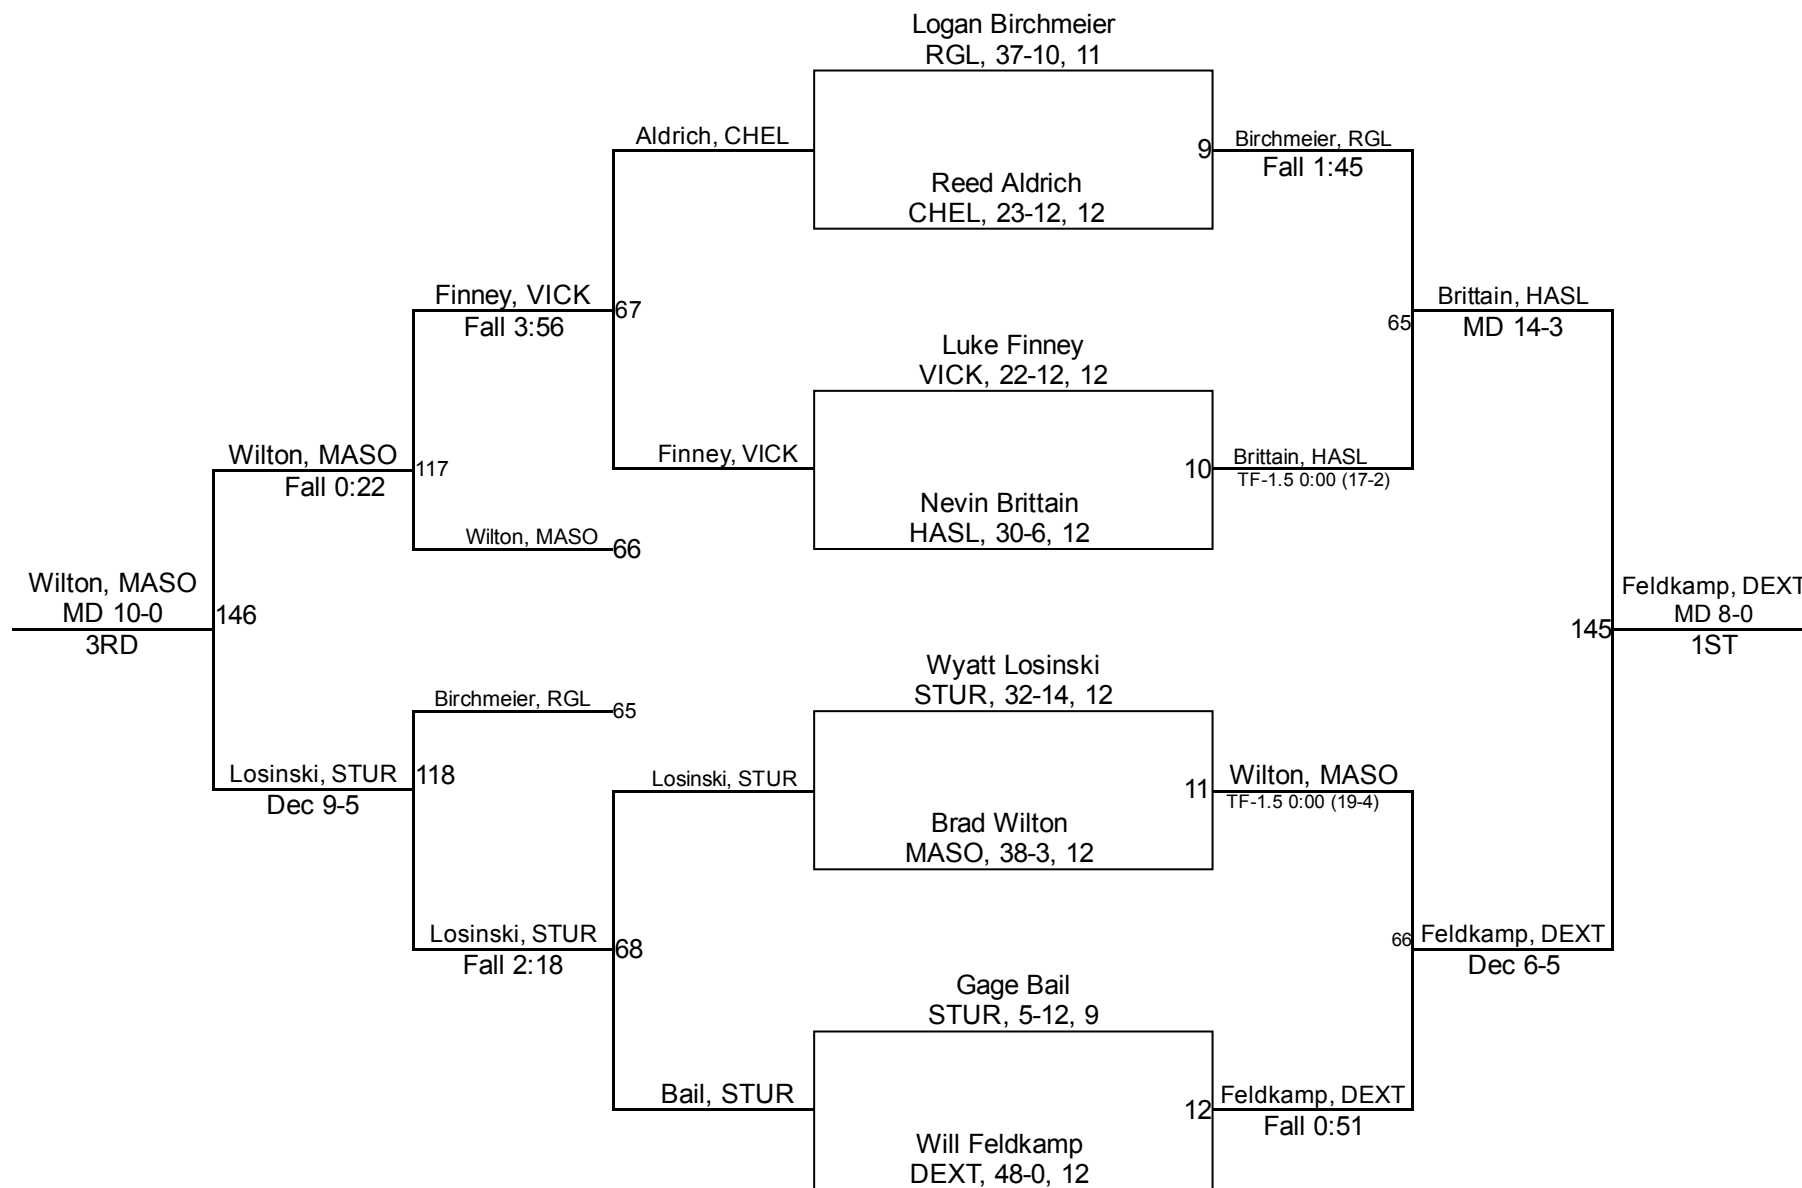 Logan Birchmeier
RGL, 37-10, 11
Aldrich, CHEL
9
Birchmeier, RGL
Fall 1:45
Reed Aldrich
CHEL, 23-12, 12
Finney, VICK
Fall 3:56
67
Brittain, HASL
MD 14-3
65
Luke Finney
VICK, 22-12, 12
Wilton, MASO
Fall 0:22
117
Finney, VICK
10
Brittain, HASL
TF-1.5 0:00 (17-2)
Nevin Brittain
HASL, 30-6, 12
Wilton, MASO
66
Wilton, MASO
MD 10-0
3RD
146
145
Feldkamp, DEXT
MD 8-0
1ST
Wyatt Losinski
STUR, 32-14, 12
Birchmeier, RGL
65
Losinski, STUR
Dec 9-5
118
Losinski, STUR
11
Wilton, MASO
TF-1.5 0:00 (19-4)
Brad Wilton
MASO, 38-3, 12
Losinski, STUR
Fall 2:18
68
66
Feldkamp, DEXT
Dec 6-5
Gage Bail
STUR, 5-12, 9
Bail, STUR
12
Feldkamp, DEXT
Fall 0:51
Will Feldkamp
DEXT, 48-0, 12